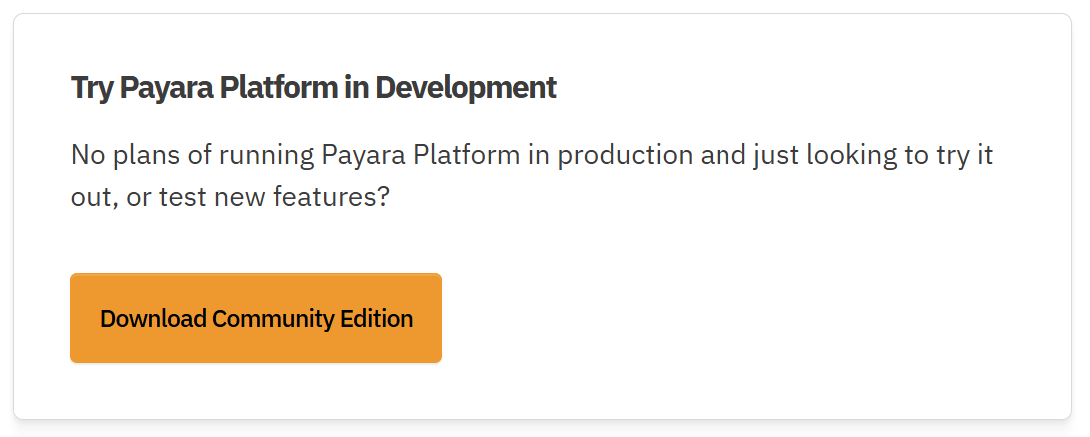 Try Payara Platform in Development
No plans of running Payara Platform in production and just looking to try it
out, or test new features?
Download Community Edition